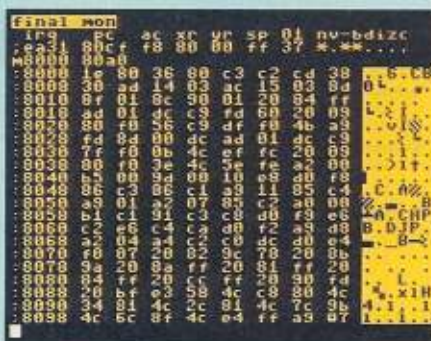 final mon
irq pc ac xr yr sp 01 nv-bdizc
:ea31 80cf f8 80 00 ff 37 *.**....
m8000 80a0
:8000 1e 80 36 80 c3 c2 cd 38
:8008 30 ad 14 03 ac 15 03 8d
:8010 8f 01 8c 90 01 20 84 ff
:8018 ad 01 dc c9 fd 60 20 09
:8020 80 f0 56 c9 df f0 4b a9
:8028 fd 8d 00 dc ad 01 dc c9
:8030 7f f0 0b 4c ef fc 20 09
:8038 80 f0 03 4c 5e fe a2 00
:8040 b5 00 9d 00 10 e8 d0 f8
:8048 86 c3 86 c1 a9 11 85 c4
:8050 a9 01 a2 07 85 c2 a0 00
:8058 b1 c1 91 c3 c8 d0 f9 e6
:8060 c2 e6 c4 ca d0 f2 a9 d8
:8068 a2 04 a4 c2 c0 dc d0 e4
:8070 f0 07 20 82 9c 78 20 8b
:8078 9a 20 8a ff 20 81 ff 20
:8080 84 ff 20 cc ff 20 90 fd
:8088 20 bf e3 58 4c c8 80 4c
:8090 34 81 4c 2c 81 4c 7c 9b
:8098 4c 6c 8f 4c e4 ff a9 07